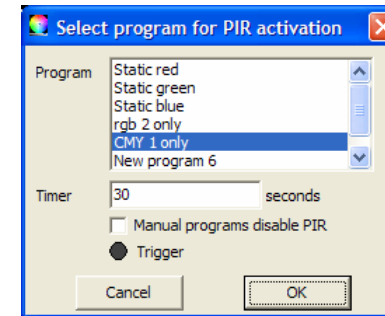 Select program for PIR activation
Program
Static red
Static green
Static blue
rgb 2 only
CMY 1 only
New program 6
Timer 30 seconds
Manual programs disable PIR
Trigger
Cancel OK